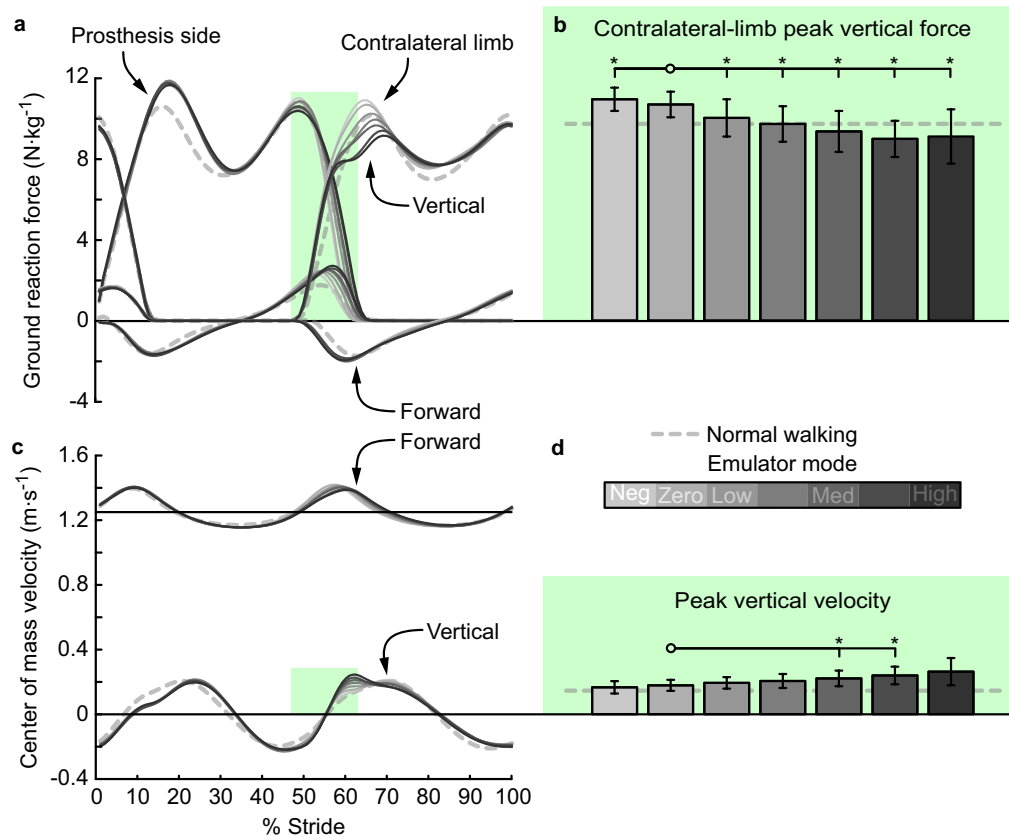 a
Prosthesis side
Contralateral limb
Vertical
Forward
Ground reaction force (N·kg-1)
12
8
4
0
-4
b
Contralateral-limb peak vertical force
* * * * * *
c
Forward
Vertical
Center of mass velocity (m·s-1)
1.6
1.2
0.8
0.4
0
-0.4
0 10 20 30 40 50 60 70 80 90 100
% Stride
d
Normal walking
Emulator mode
Neg Zero Low Med High
Peak vertical velocity
* *